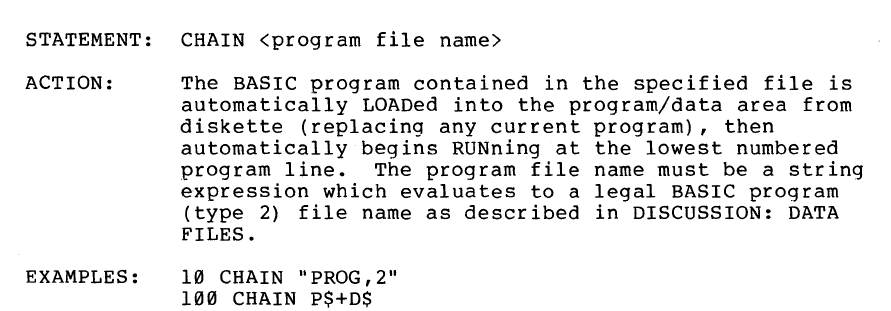 STATEMENT: CHAIN <program file name>
ACTION: The BASIC program contained in the specified file is
automatically LOADed into the program/data area from
diskette (replacing any current program), then
automatically begins RUNning at the lowest numbered
program line. The program file name must be a string
expression which evaluates to a legal BASIC program
(type 2) file name as described in DISCUSSION: DATA
FILES.
EXAMPLES: 10 CHAIN "PROG,2"
100 CHAIN P$+D$